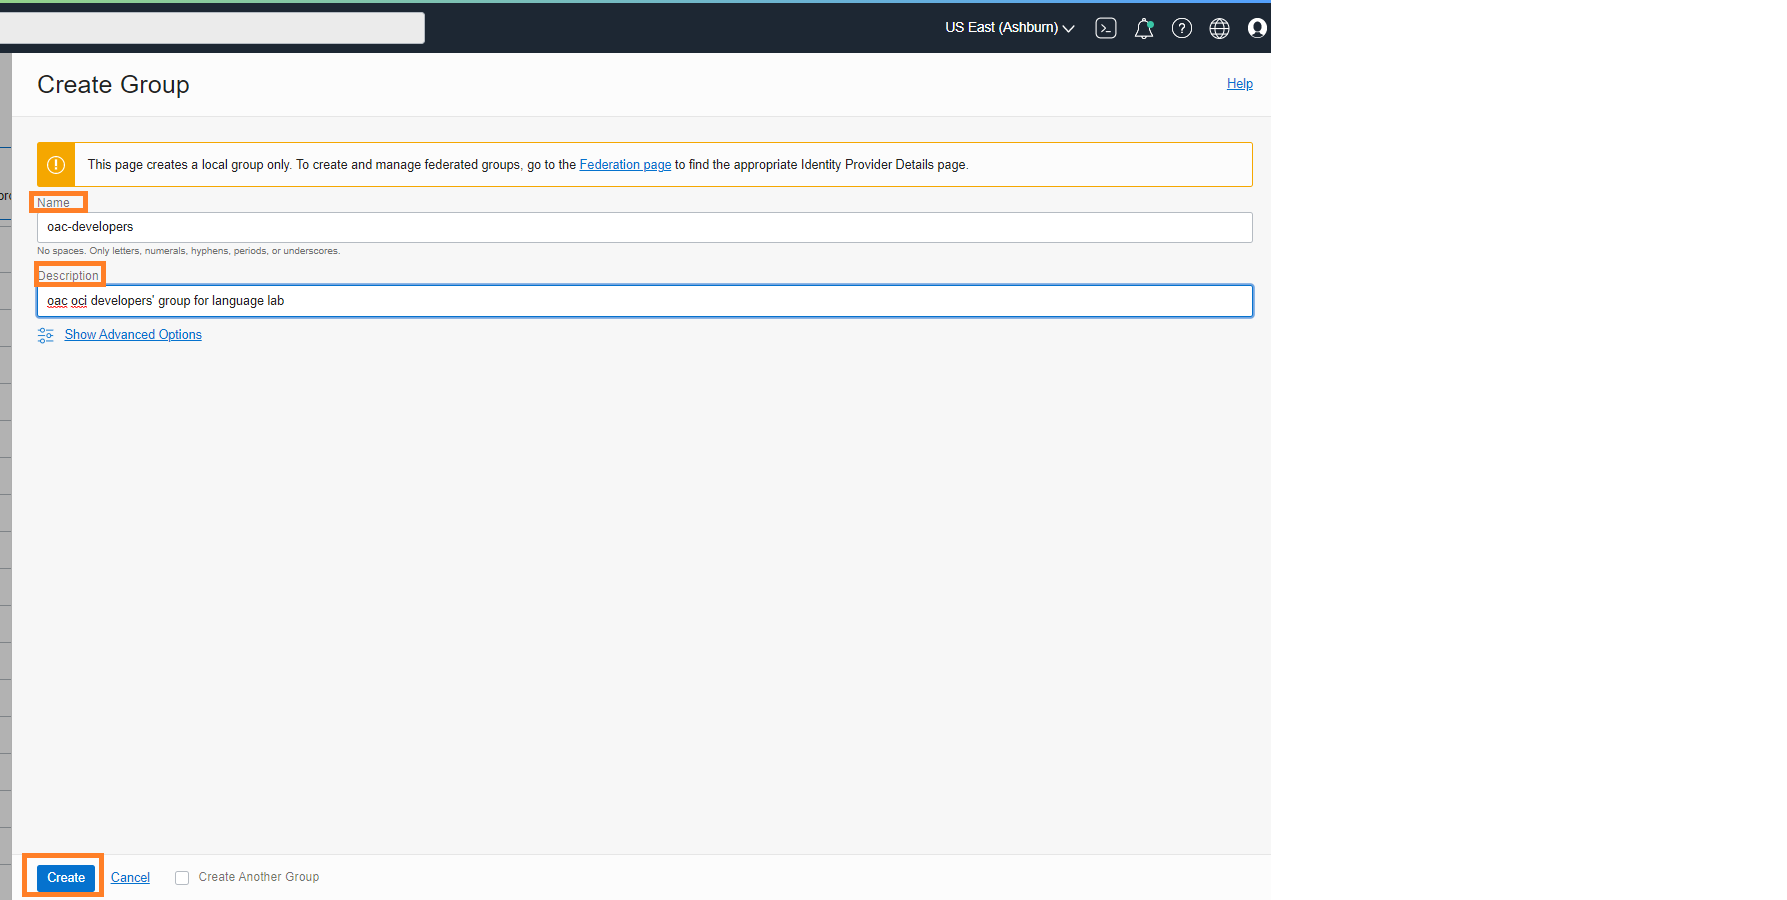 US East (Ashburn)
Create Group
Help
This page creates a local group only. To create and manage federated groups, go to the Federation page to find the appropriate Identity Provider Details page.
Name
oac-developers
No spaces. Only letters, numerals, hyphens, periods, or underscores.
Description
oac oci developers' group for language lab
Show Advanced Options
Create
Cancel
Create Another Group